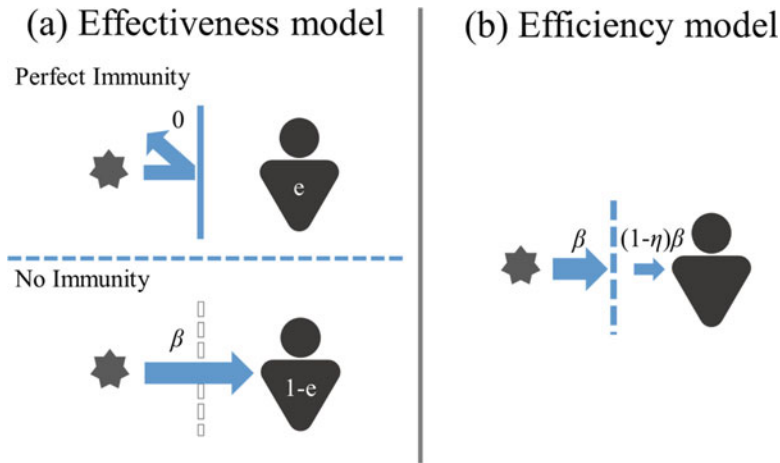 (a) Effectiveness model
Perfect Immunity
0
e
No Immunity
β
1-e
(b) Efficiency model
β
(1-η)β